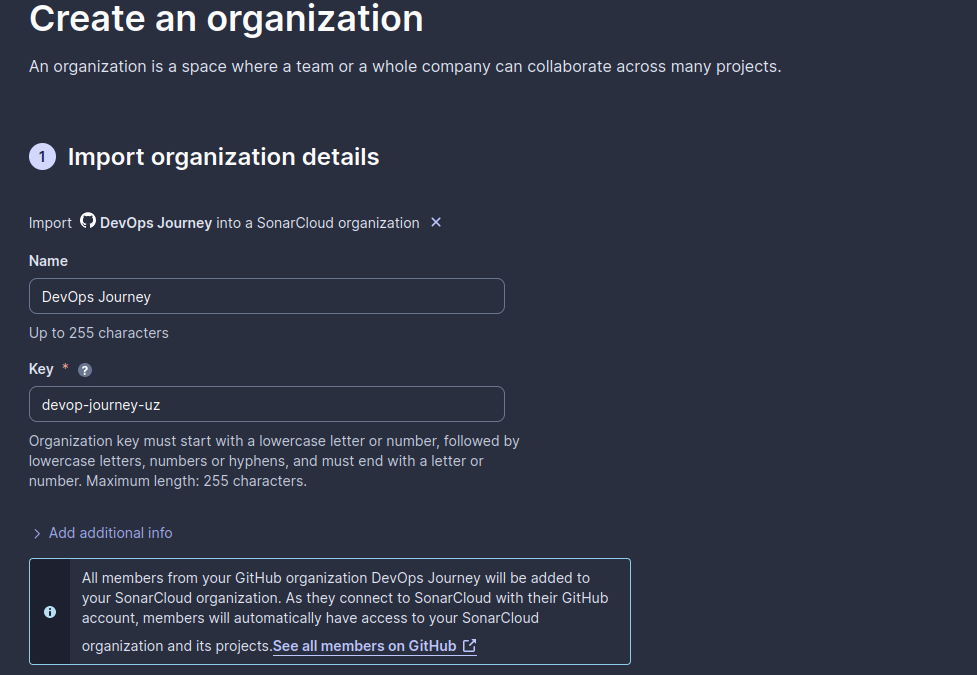 Create an organization
An organization is a space where a team or a whole company can collaborate across many projects.
1 Import organization details
Import DevOps Journey into a SonarCloud organization ✕
Name
DevOps Journey
Up to 255 characters
Key * ?
devop-journey-uz
Organization key must start with a lowercase letter or number, followed by
lowercase letters, numbers or hyphens, and must end with a letter or
number. Maximum length: 255 characters.
Add additional info
All members from your GitHub organization DevOps Journey will be added to
your SonarCloud organization. As they connect to SonarCloud with their GitHub
account, members will automatically have access to your SonarCloud
organization and its projects.See all members on GitHub